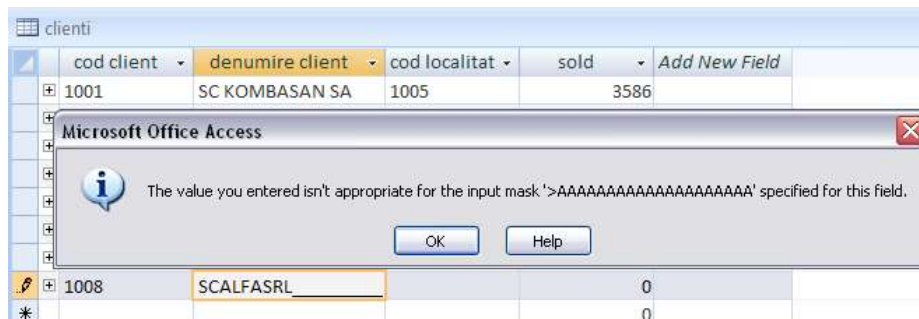 clienti
cod client denumire client cod localitat sold Add New Field
1001 SC KOMBASAN SA 1005 3586
Microsoft Office Access
The value you entered isn't appropriate for the input mask '>AAAAAAAAAAAAAAAAAAAAA' specified for this field.
OK Help
1008 SCALFASRL__________ 0
0